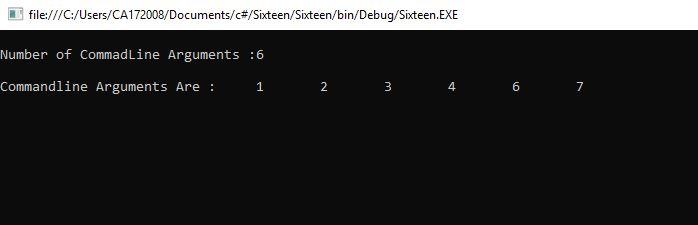 file:///C:/Users/CA172008/Documents/c#/Sixteen/Sixteen/bin/Debug/Sixteen.EXE
Number of CommadLine Arguments :6
Commandline Arguments Are : 1 2 3 4 6 7